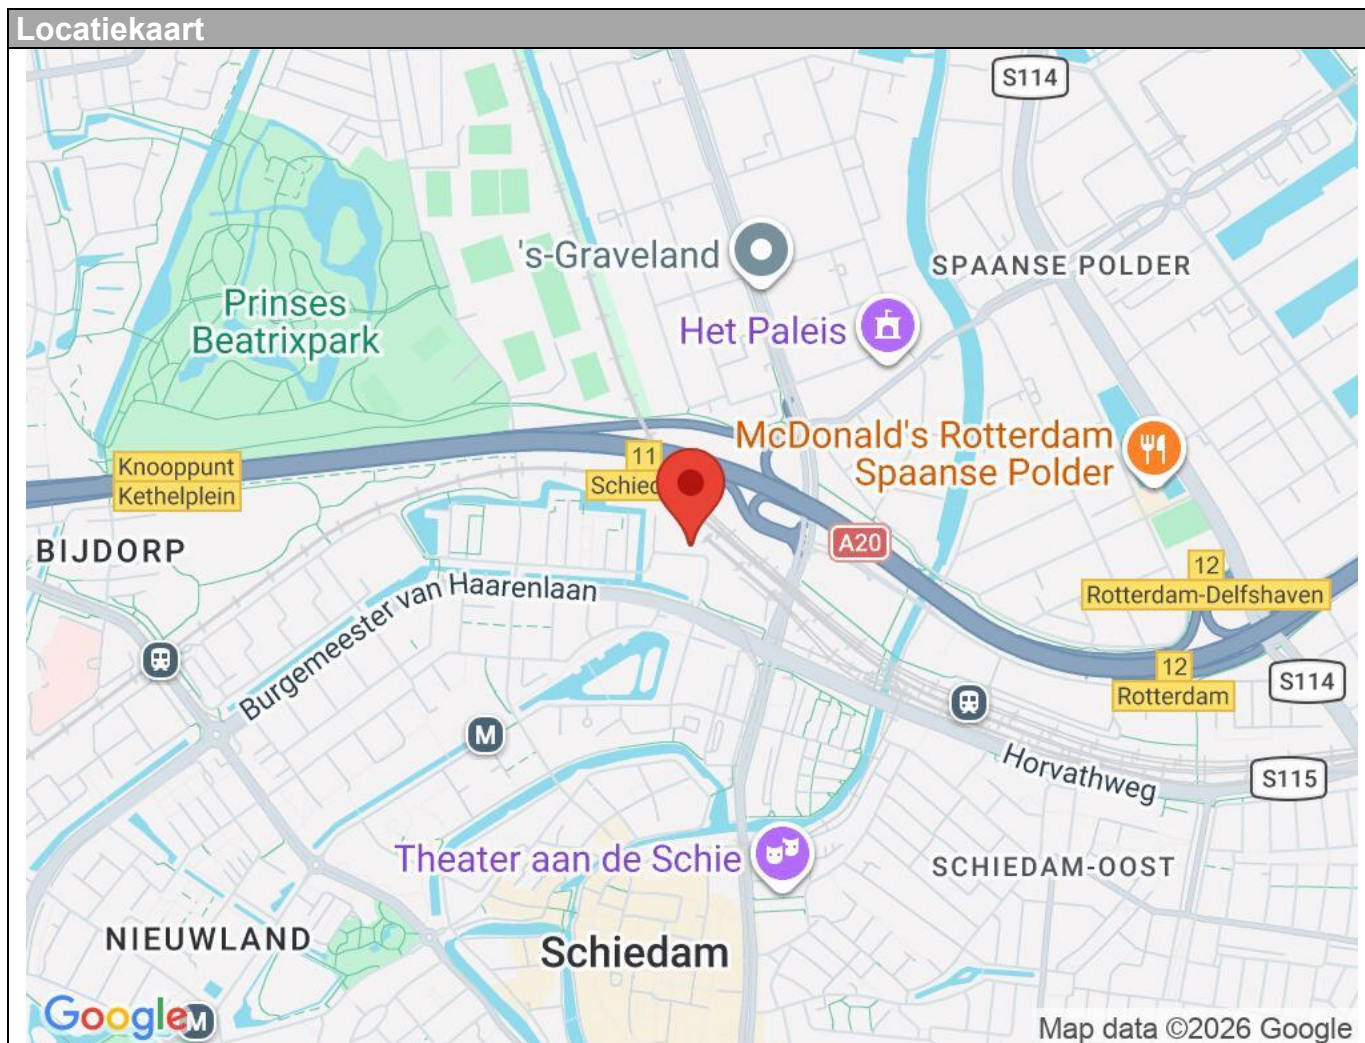 Locatiekaart
S114
's-Graveland
SPAANSE POLDER
Prinses
Beatrixpark
Het Paleis
McDonald's Rotterdam
Spaanse Polder
11
Knooppunt
Kethelplein
A20
BIJDORP
12
Rotterdam-Delfshaven
Burgemeester van Haarenlaan
12
Rotterdam
S114
M
Horvathweg
S115
Theater aan de Schie
SCHIEDAM-OOST
NIEUWLAND
Schiedam
Google
M
Map data ©2026 Google